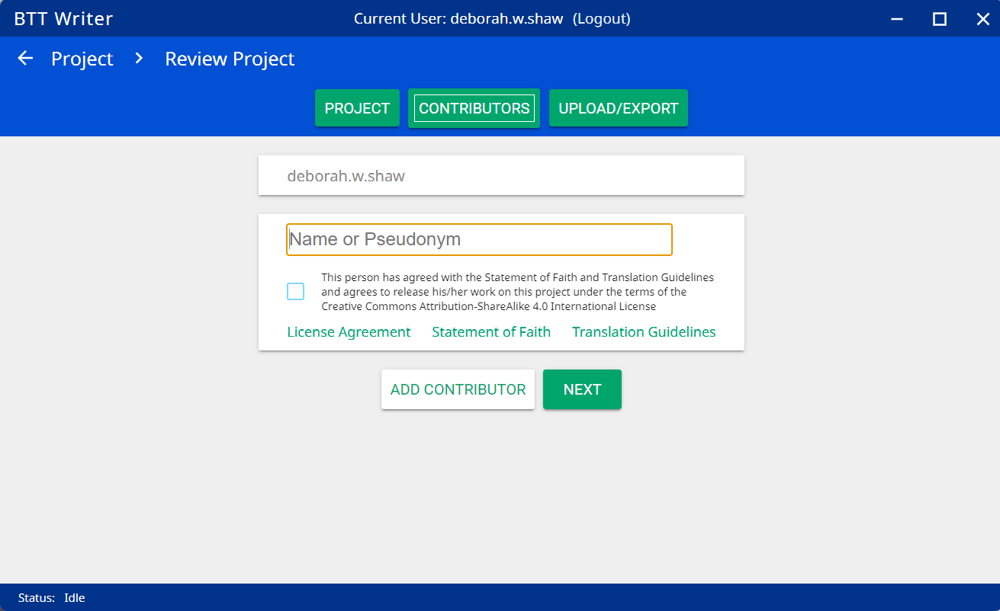 BTT Writer
Current User: deborah.w.shaw (Logout)
Project
Review Project
PROJECT
CONTRIBUTORS
UPLOAD/EXPORT
deborah.w.shaw
Name or Pseudonym
This person has agreed with the Statement of Faith and Translation Guidelines
and agrees to release his/her work on this project under the terms of the
Creative Commons Attribution-ShareAlike 4.0 International License
License Agreement
Statement of Faith
Translation Guidelines
ADD CONTRIBUTOR
NEXT
Status: Idle